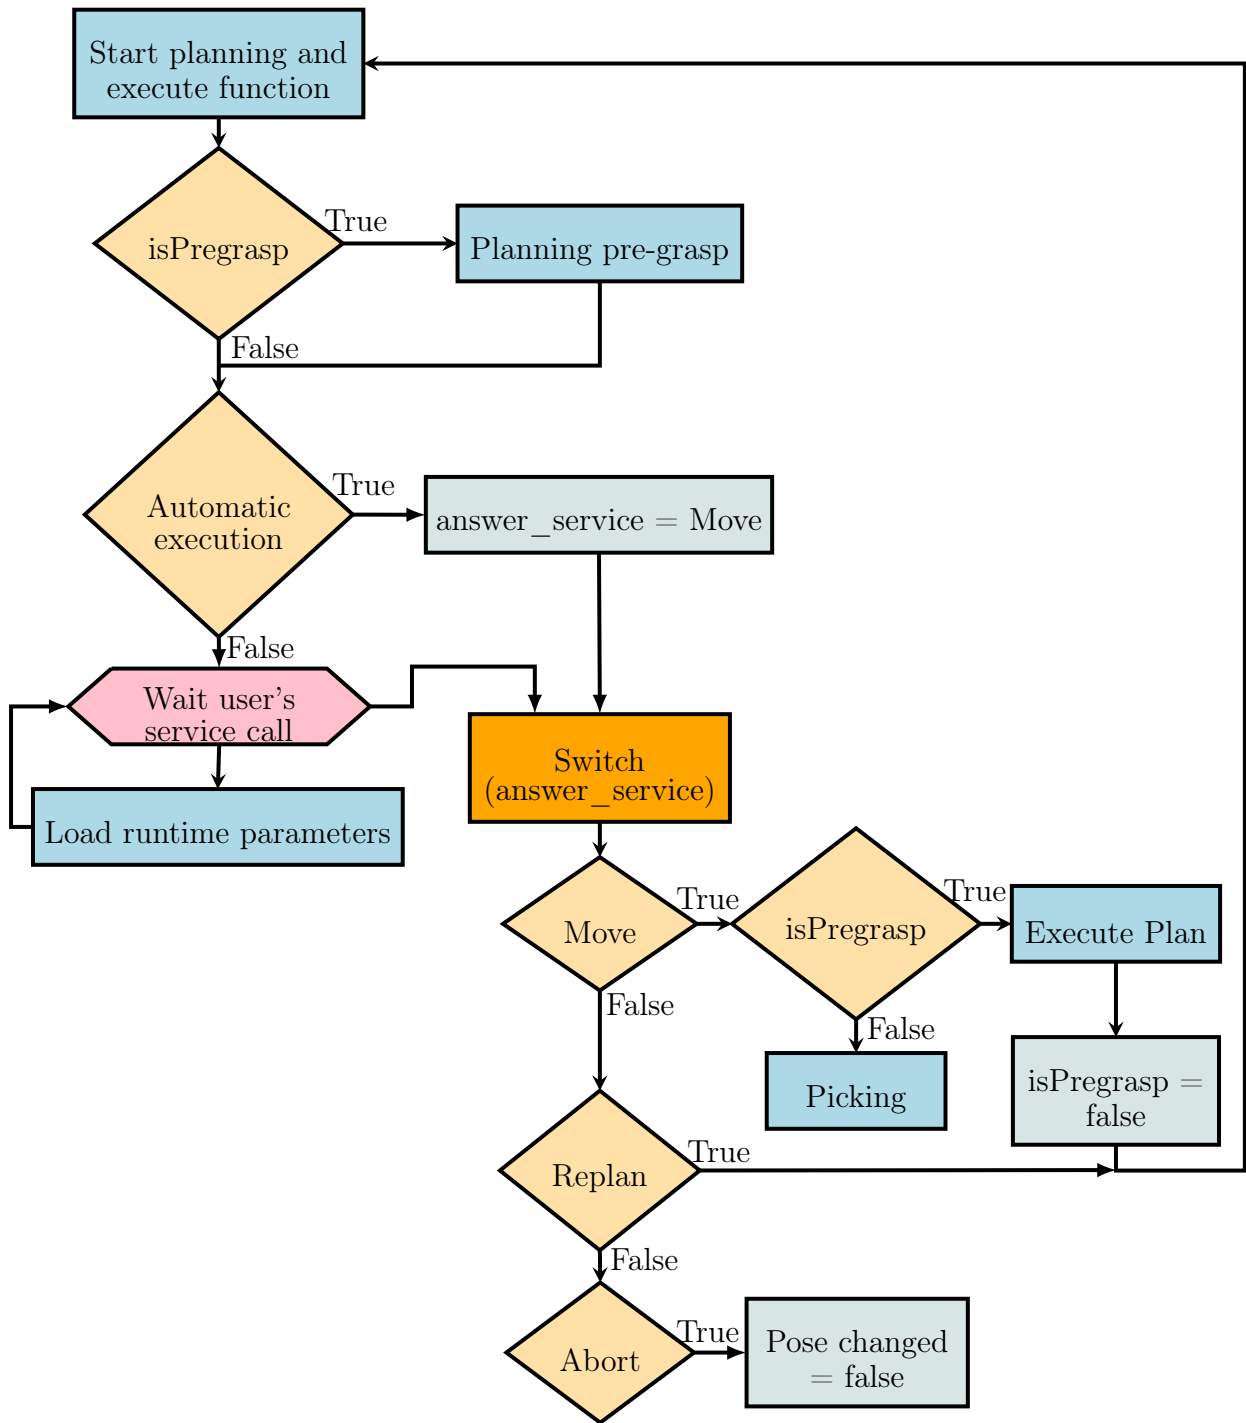 Start planning and
execute function
isPregrasp
True
Planning pre-grasp
False
Automatic
execution
True
answer_service = Move
False
Wait user's
service call
Load runtime parameters
Switch
(answer_service)
Move
True
isPregrasp
True
Execute Plan
False
False
Picking
isPregrasp =
false
Replan
True
False
Abort
True
Pose changed
= false